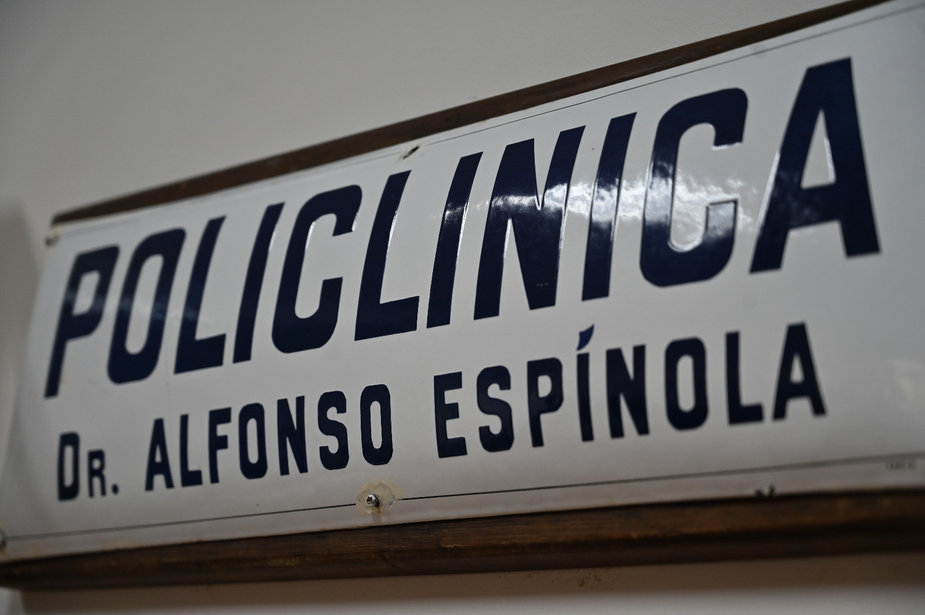 POLICLINICA
DR. ALFONSO ESPÍNOLA